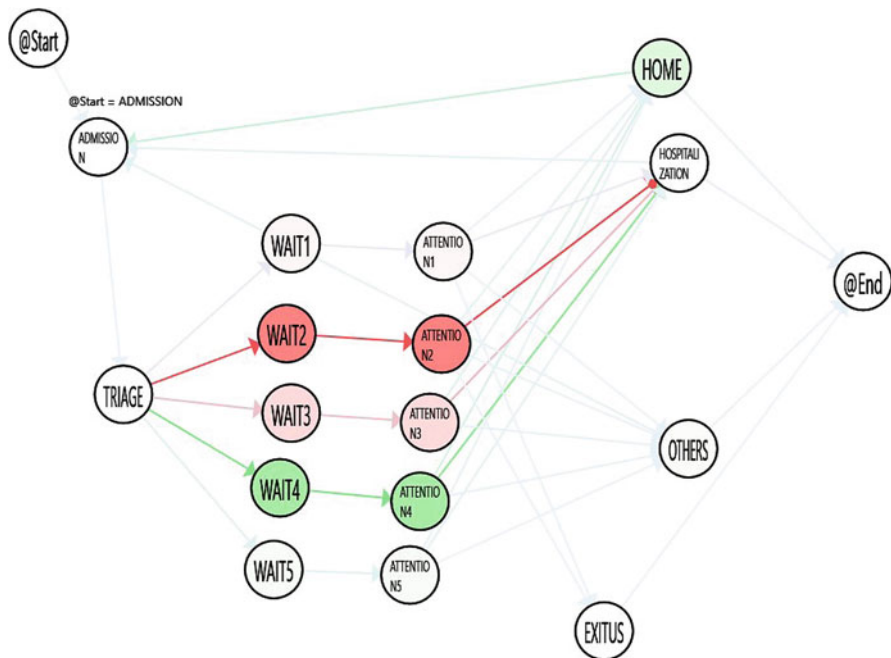 @Start
HOME
@Start = ADMISSION
ADMISSIO
N
HOSPITALI
ZATION
WAIT1
ATTENTIO
N1
@End
WAIT2
ATTENTIO
N2
TRIAGE
WAIT3
ATTENTIO
N3
OTHERS
WAIT4
ATTENTIO
N4
WAIT5
ATTENTIO
N5
EXITUS